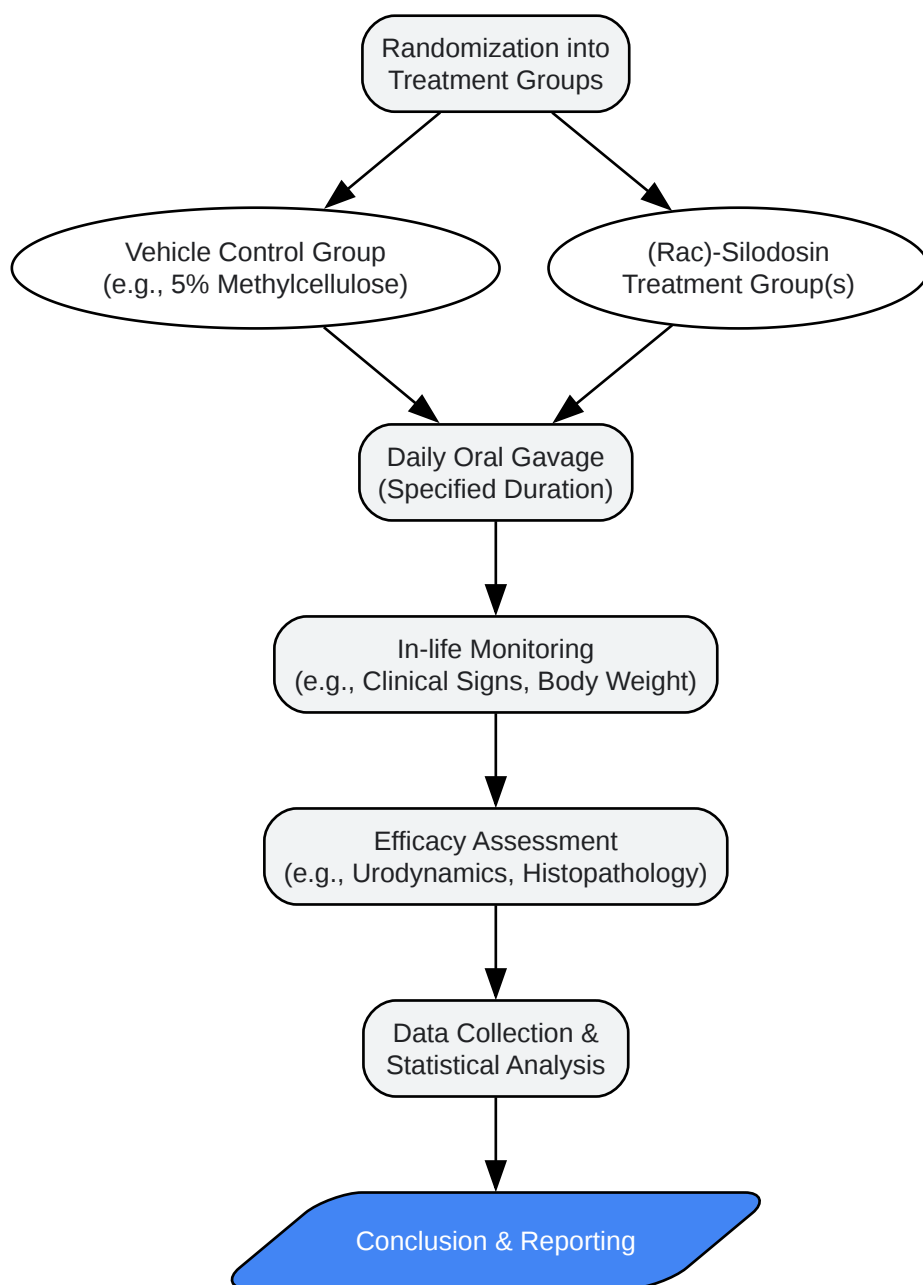 Randomization into
Treatment Groups
Vehicle Control Group
(e.g., 5% Methylcellulose)
(Rac)-Silodosin
Treatment Group(s)
Daily Oral Gavage
(Specified Duration)
In-life Monitoring
(e.g., Clinical Signs, Body Weight)
Efficacy Assessment
(e.g., Urodynamics, Histopathology)
Data Collection &
Statistical Analysis
Conclusion & Reporting